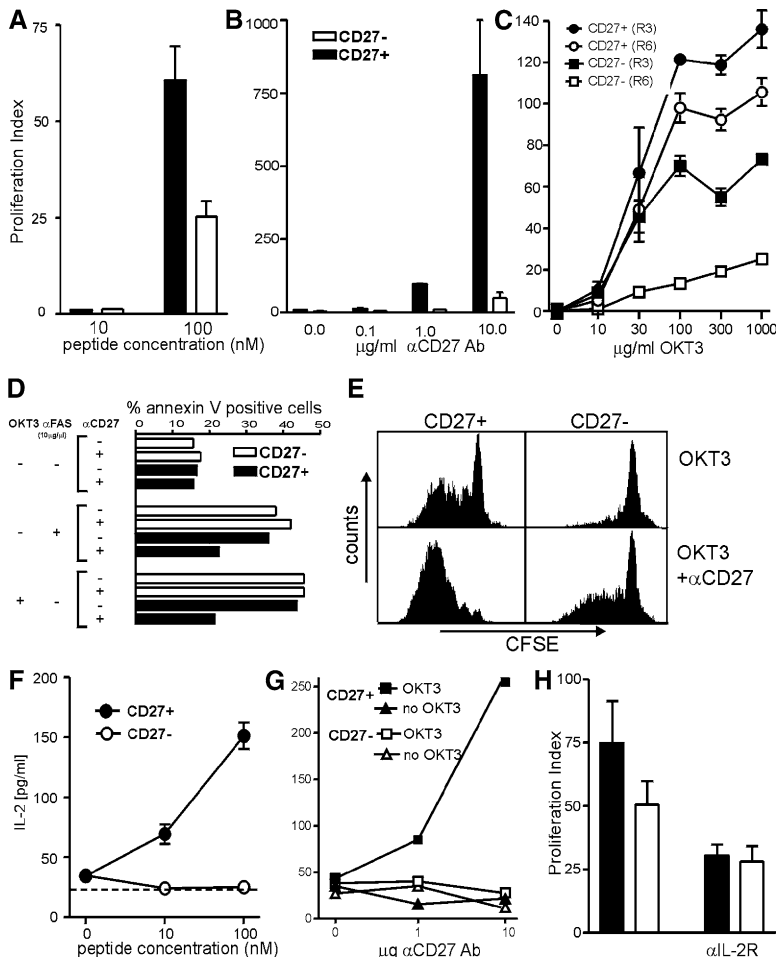 A
Proliferation Index
75
50
25
0
10
100
peptide concentration (nM)
B
CD27-
CD27+
1000
750
500
250
0
0.0
0.1
1.0
10.0
µg/ml αCD27 Ab
C
CD27+ (R3)
CD27+ (R6)
CD27- (R3)
CD27- (R6)
140
120
100
80
60
40
20
0
0
10
30
100
300
1000
µg/ml OKT3
D
% annexin V positive cells
OKT3 αFAS αCD27
(10µg/µl)
0 10 20 30 40 50
CD27-
CD27+
- - - + - +
- + - + - +
+ - - + - +
E
CD27+ CD27-
OKT3
OKT3
+αCD27
counts
CFSE
F
CD27+
CD27-
IL-2 [pg/ml]
200
150
100
50
0
0
10
100
peptide concentration (nM)
G
CD27+ OKT3
no OKT3
CD27- OKT3
no OKT3
250
200
150
100
50
0
0
1
10
µg αCD27 Ab
H
Proliferation Index
100
75
50
25
0
αIL-2R